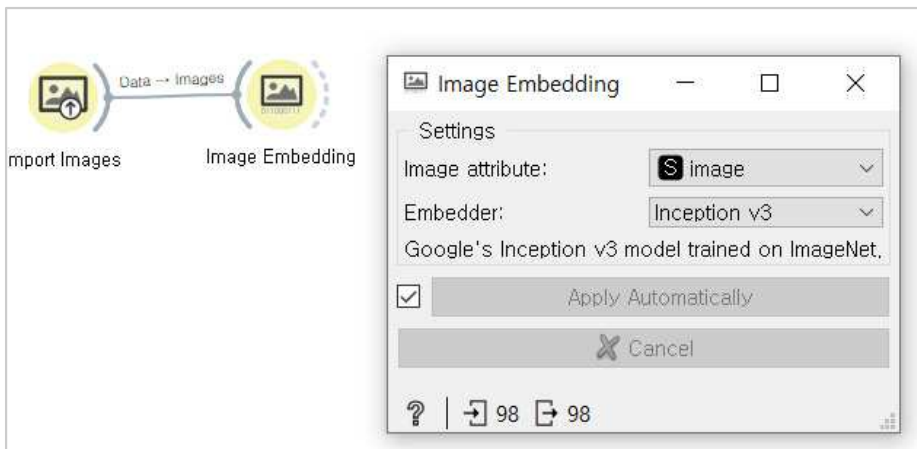 Data → Images
mport Images
Image Embedding
Image Embedding
Settings
Image attribute:
S image
Embedder:
Inception v3
Google's Inception v3 model trained on ImageNet.
Apply Automatically
Cancel
? 98 98